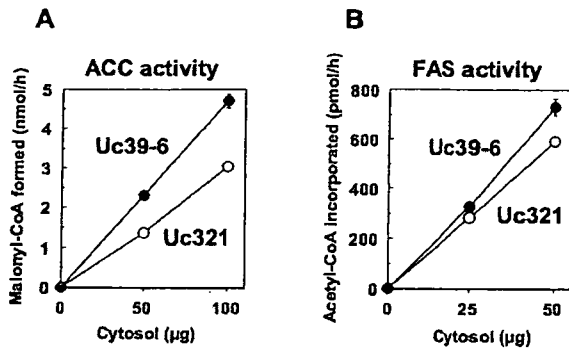 A
ACC activity
Malonyl-CoA formed (nmol/h)
5
4
3
2
1
0
Uc39-6
Uc321
0 50 100
Cytosol (µg)
B
FAS activity
Acetyl-CoA incorporated (pmol/h)
800
600
400
200
0
Uc39-6
Uc321
0 25 50
Cytosol (µg)